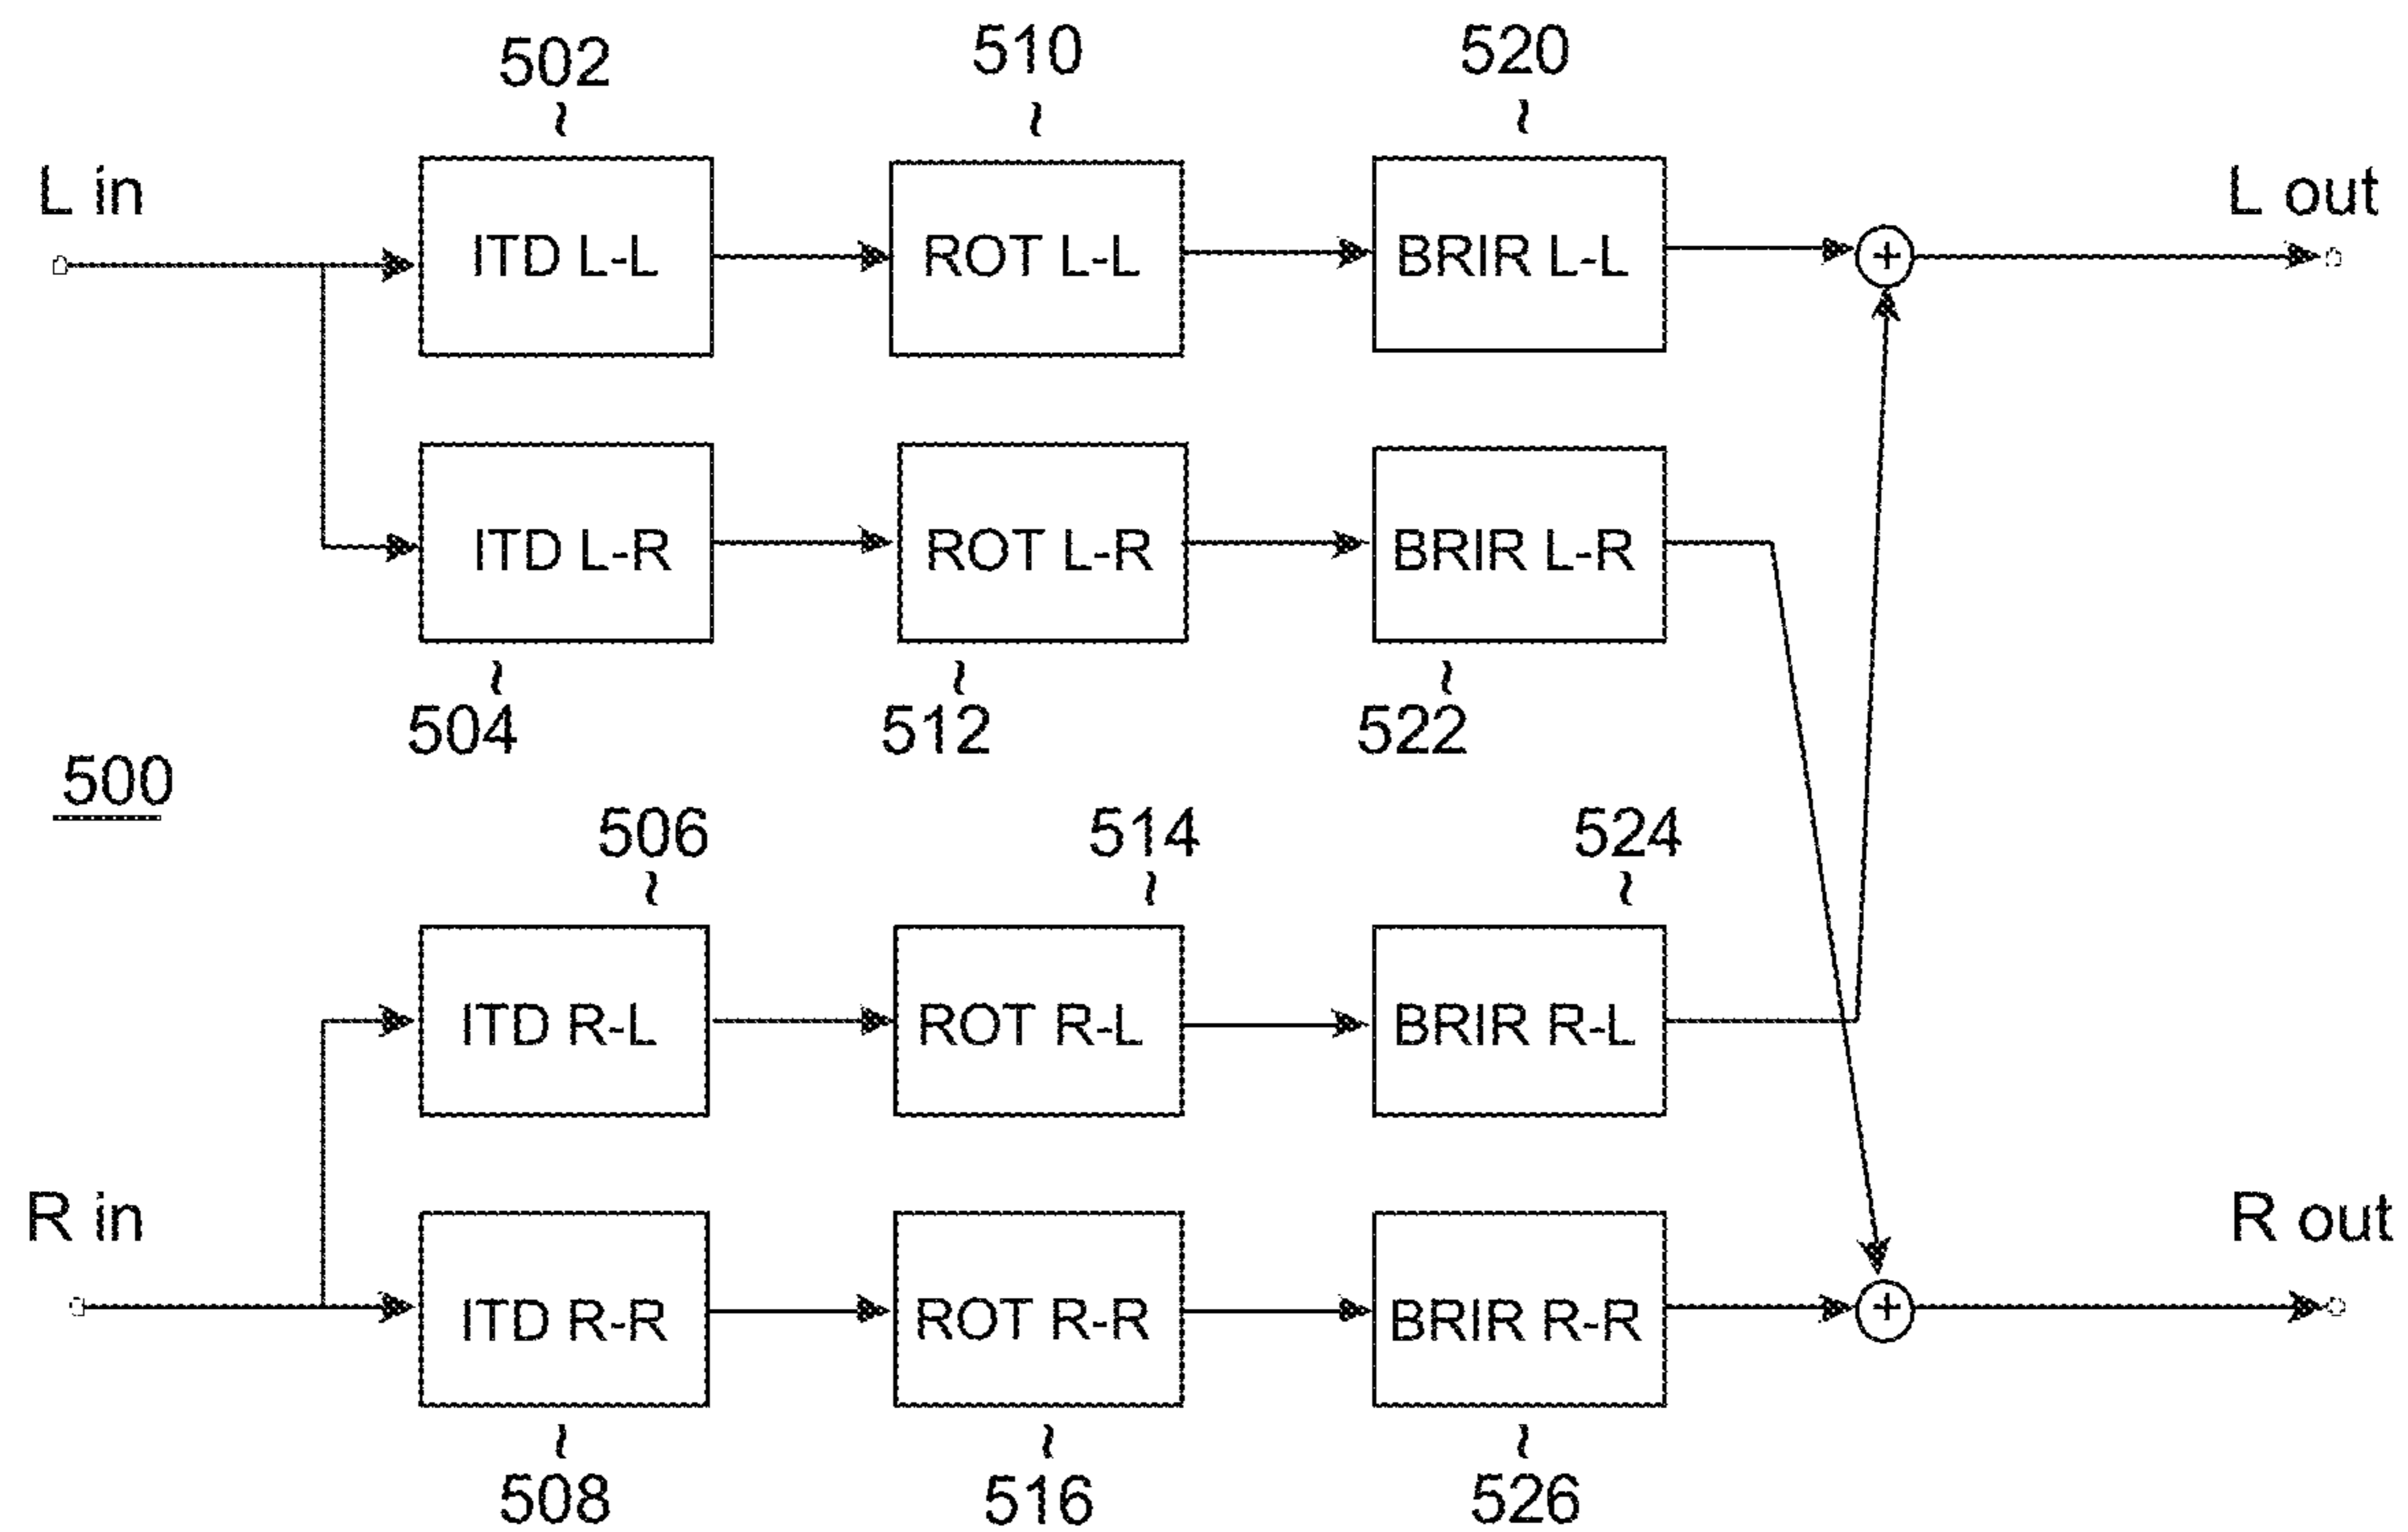 502 510 520
L in L out
ITD L-L ROT L-L BRIR L-L +
ITD L-R ROT L-R BRIR L-R
504 512 522
500
506 514 524
ITD R-L ROT R-L BRIR R-L
R in R out
ITD R-R ROT R-R BRIR R-R +
508 516 526